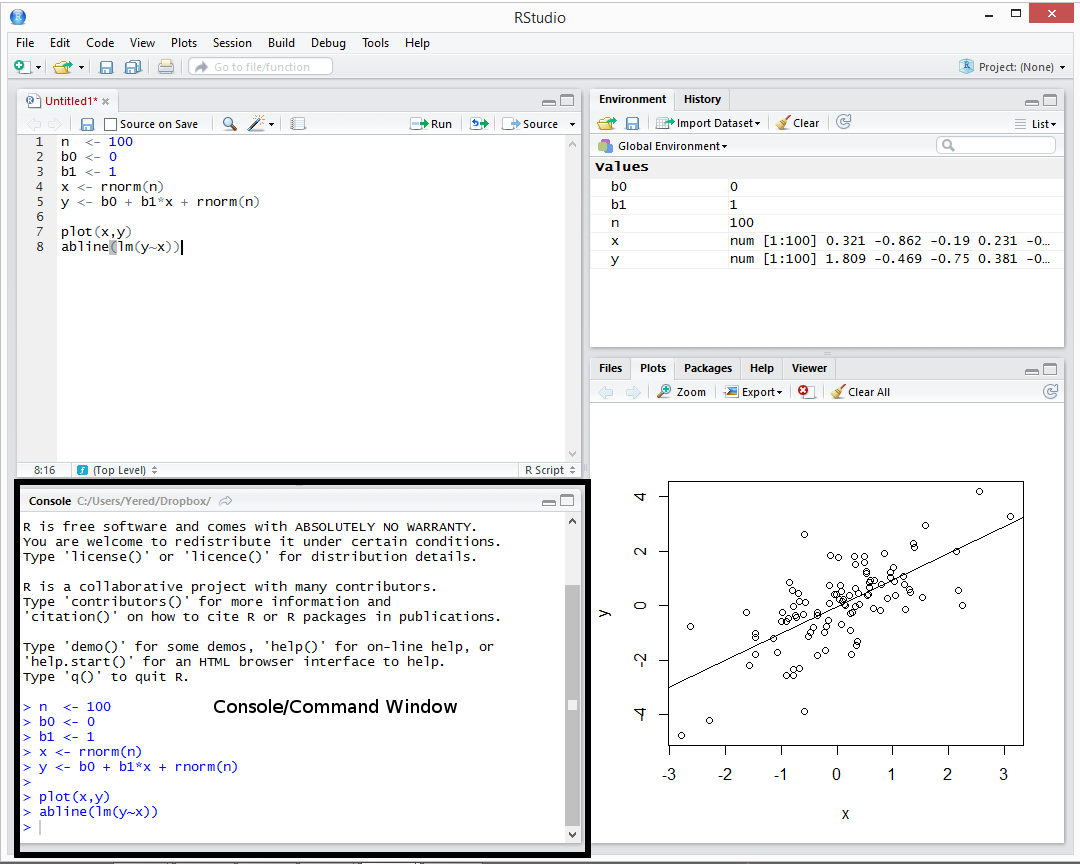 RStudio
File Edit Code View Plots Session Build Debug Tools Help
Go to file/function Project: (None)
Untitled1*
Source on Save Run Source
1 n  <- 100
2 b0 <- 0
3 b1 <- 1
4 x <- rnorm(n)
5 y <- b0 + b1*x + rnorm(n)
6
7 plot(x,y)
8 abline(lm(y~x))
8:16 (Top Level) R Script
Console C:/Users/Yered/Dropbox/
R is free software and comes with ABSOLUTELY NO WARRANTY.
You are welcome to redistribute it under certain conditions.
Type 'license()' or 'licence()' for distribution details.
R is a collaborative project with many contributors.
Type 'contributors()' for more information and
'citation()' on how to cite R or R packages in publications.
Type 'demo()' for some demos, 'help()' for on-line help, or
'help.start()' for an HTML browser interface to help.
Type 'q()' to quit R.
> n  <- 100
> b0 <- 0
> b1 <- 1
> x <- rnorm(n)
> y <- b0 + b1*x + rnorm(n)
>
> plot(x,y)
> abline(lm(y~x))
>
Console/Command Window
Environment History
Import Dataset Clear List
Global Environment
Values
b0 0
b1 1
n 100
x num [1:100] 0.321 -0.862 -0.19 0.231 -0…
y num [1:100] 1.809 -0.469 -0.75 0.381 -0…
Files Plots Packages Help Viewer
Zoom Export Clear All
4
2
0
-2
-4
y
-3 -2 -1 0 1 2 3
x